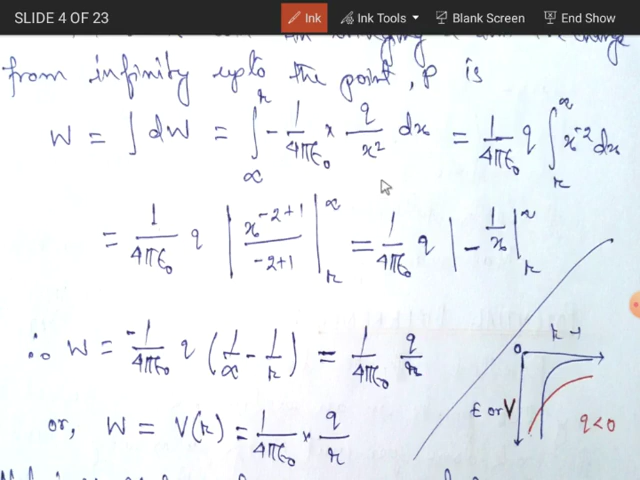 SLIDE 4 OF 23 Ink Ink Tools Blank Screen End Show
from infinity upto the point, P is
W = ∫ dW = ∫_∞^r - 1/4πϵ₀ × q/x² dx = 1/4πϵ₀ q ∫_r^∞ x⁻² dx
= 1/4πϵ₀ q | x⁻²⁺¹/-2+1 |_r^∞ = 1/4πϵ₀ q | - 1/x |_r^∞
∴ W = -1/4πϵ₀ q (1/∞ - 1/r) = 1/4πϵ₀ q/r
or, W = V(r) = 1/4πϵ₀ × q/r
r →
0
E or V
q<0